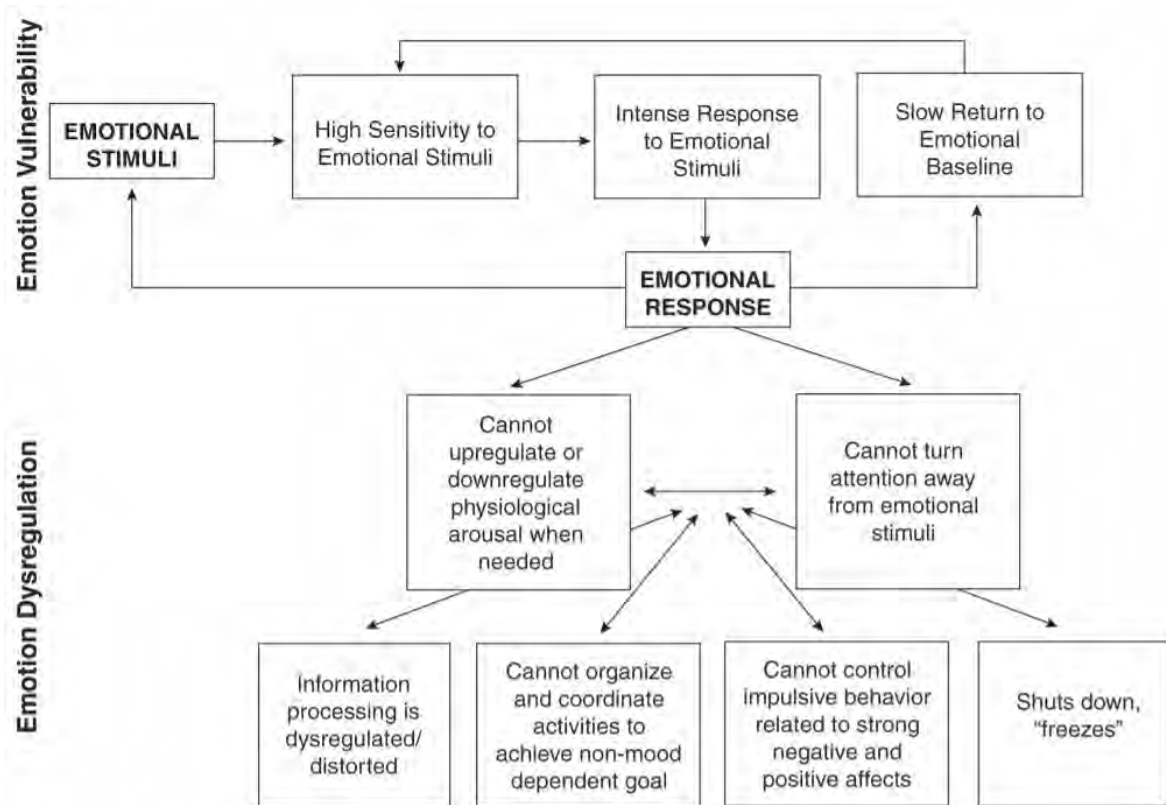 Emotion Vulnerability
EMOTIONAL
STIMULI
High Sensitivity to
Emotional Stimuli
Intense Response
to Emotional
Stimuli
Slow Return to
Emotional
Baseline
EMOTIONAL
RESPONSE
Emotion Dysregulation
Cannot
upregulate or
downregulate
physiological
arousal when
needed
Cannot turn
attention away
from emotional
stimuli
Information
processing is
dysregulated/
distorted
Cannot organize
and coordinate
activities to
achieve non-mood
dependent goal
Cannot control
impulsive behavior
related to strong
negative and
positive affects
Shuts down,
“freezes”